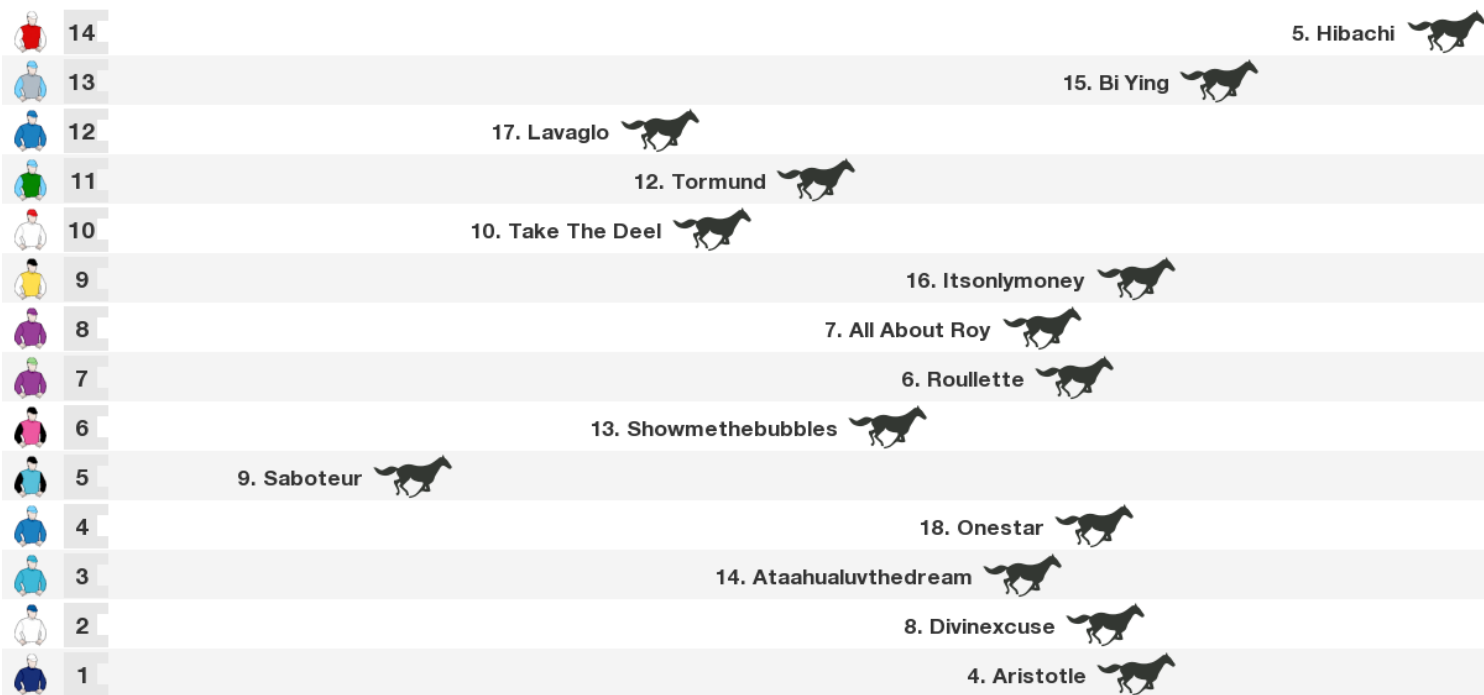 14 5. Hibachi
13 15. Bi Ying
12 17. Lavaglo
11 12. Tormund
10 10. Take The Deel
9 16. Itsonlymoney
8 7. All About Roy
7 6. Roullette
6 13. Showmethebubbles
5 9. Saboteur
4 18. Onestar
3 14. Ataahualuvthedream
2 8. Divinexcuse
1 4. Aristotle